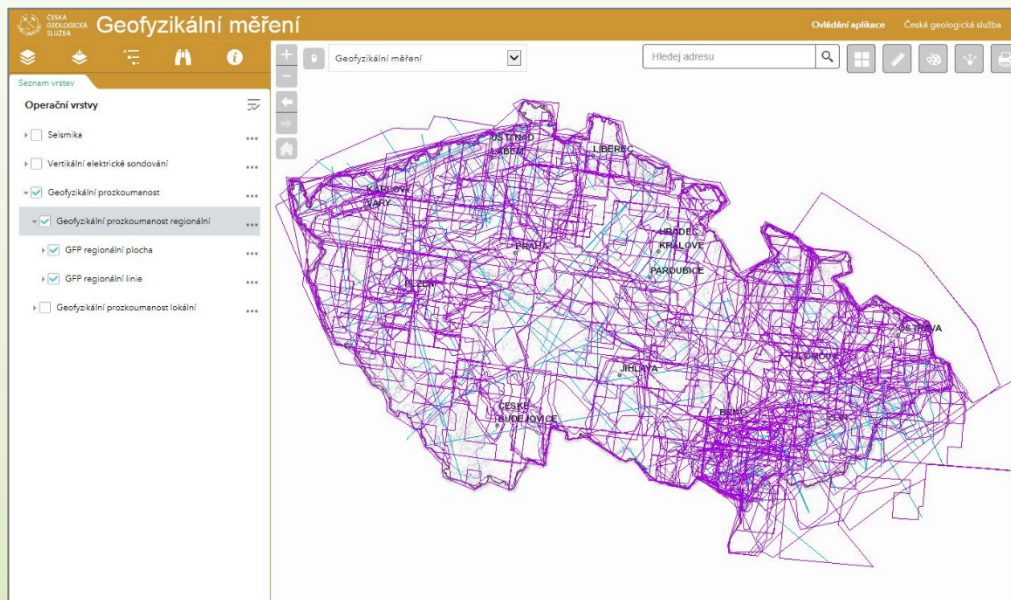 ČESKÁ
GEOLOGICKÁ
SLUŽBA
Geofyzikální měření
Ovládání aplikace
Česká geologická služba
Geofyzikální měření
Hledej adresu
Seznam vrstev
Operační vrstvy
Seismika
Vertikální elektrické sondování
Geofyzikální prozkoumanost
Geofyzikální prozkoumanost regionální
GFP regionální plocha
GFP regionální linie
Geofyzikální prozkoumanost lokální
ÚSTÍ NAD
LABEM
LIBEREC
KARLOVY
VARY
PRAHA
HRADEC
KRÁLOVÉ
PARDUBICE
PLZEŇ
OSTRAVA
OLOMOUC
JIHLAVA
ČESKÉ
BUDĚJOVICE
BRNO
ZLÍN